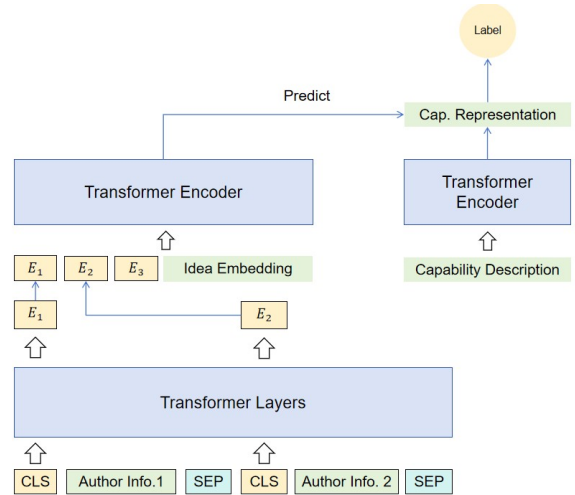 Label
Predict
Cap. Representation
Transformer Encoder
Transformer
Encoder
E1 E2 E3 Idea Embedding
Capability Description
E1 E2
Transformer Layers
CLS Author Info.1 SEP CLS Author Info. 2 SEP